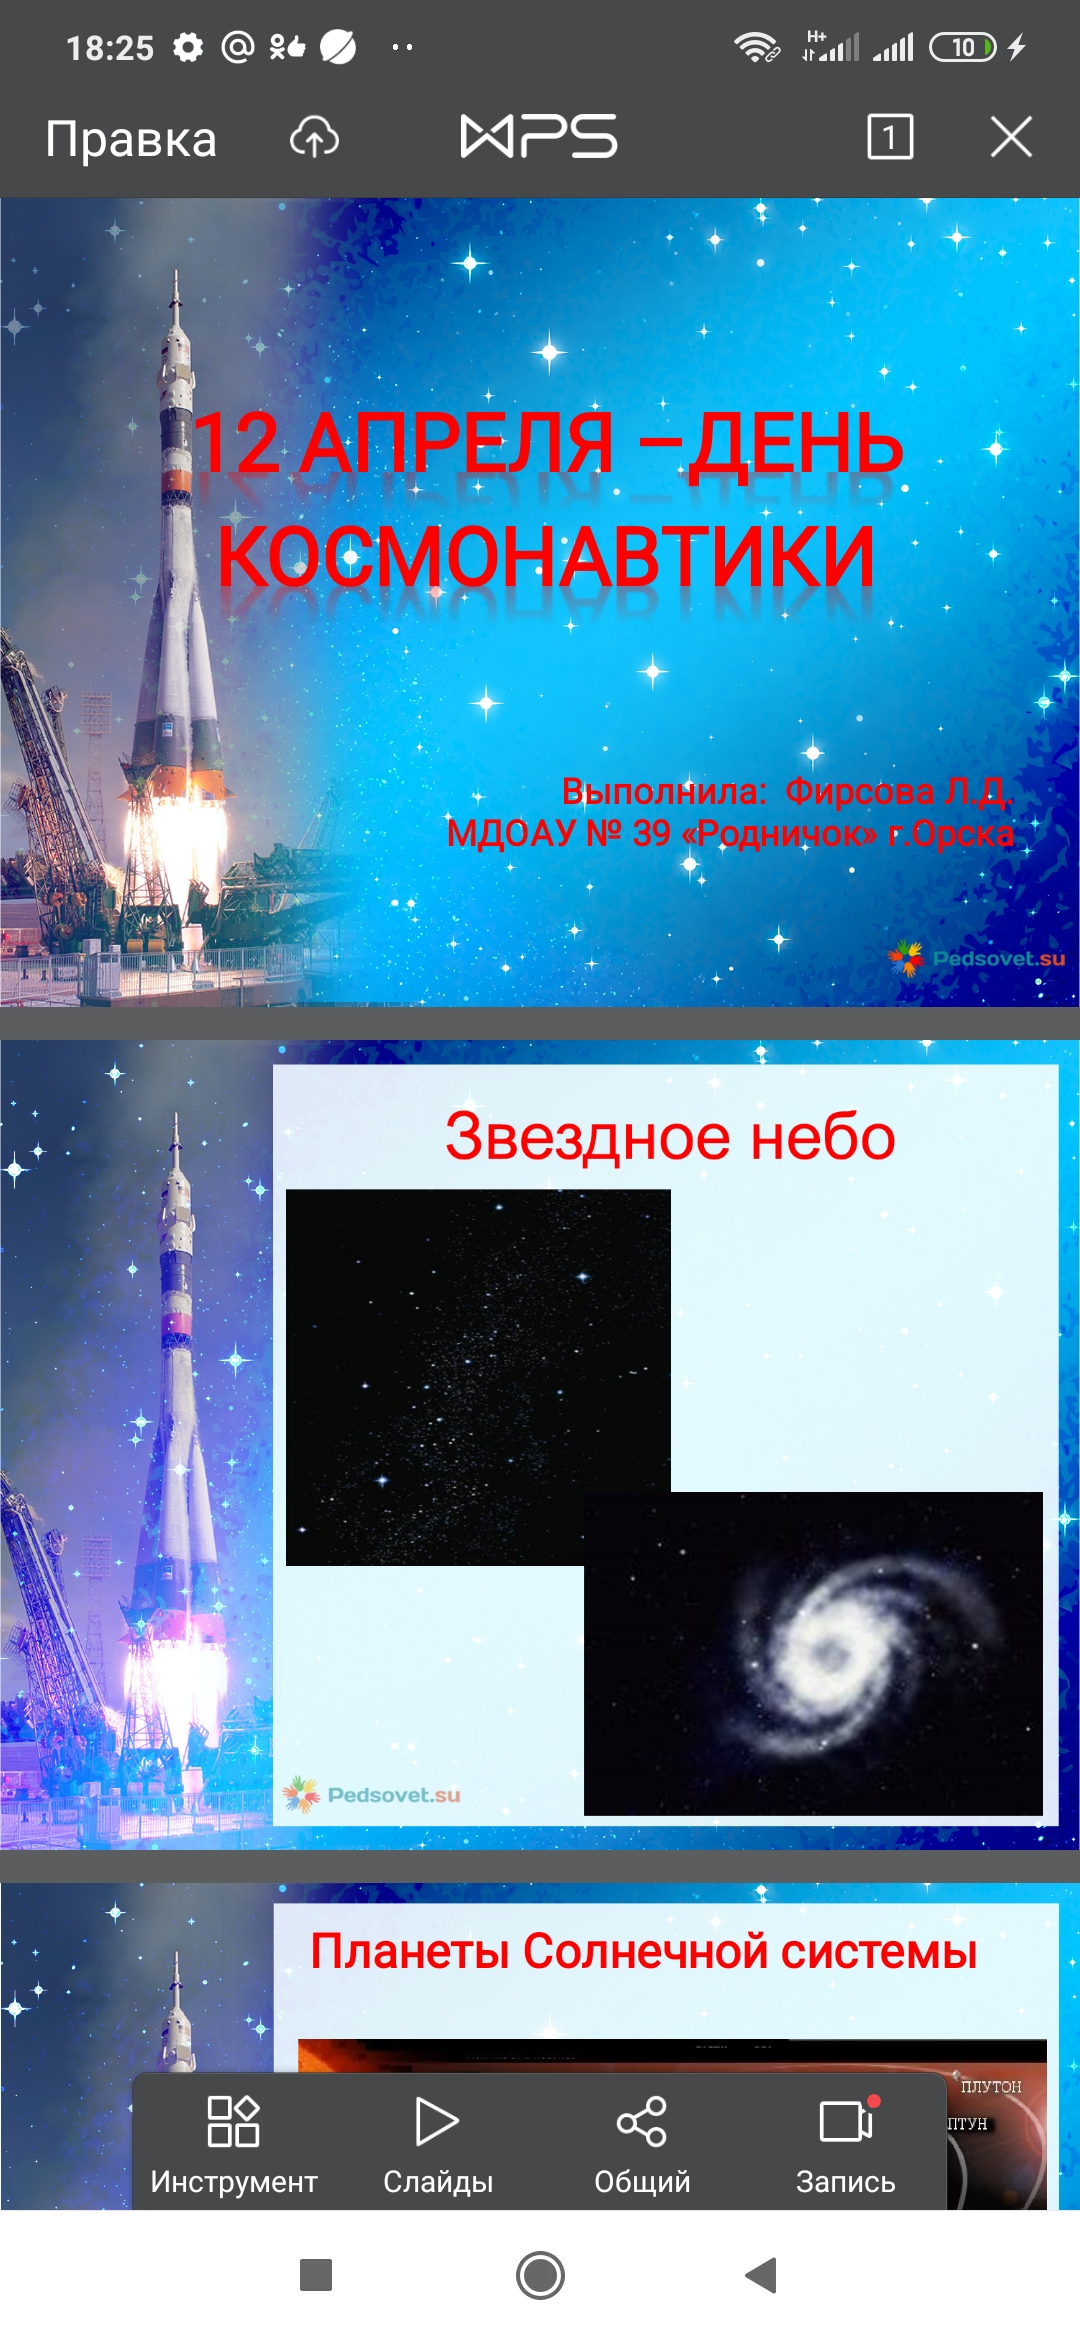 18:25
H+
10
Правка
WPS
1
12 АПРЕЛЯ –ДЕНЬ
КОСМОНАВТИКИ
Выполнила: Фирсова Л.Д.
МДОАУ № 39 «Родничок» г.Орска
Pedsovet.su
Звездное небо
Pedsovet.su
Планеты Солнечной системы
ПЛУТОН
ПТУН
Инструмент
Слайды
Общий
Запись